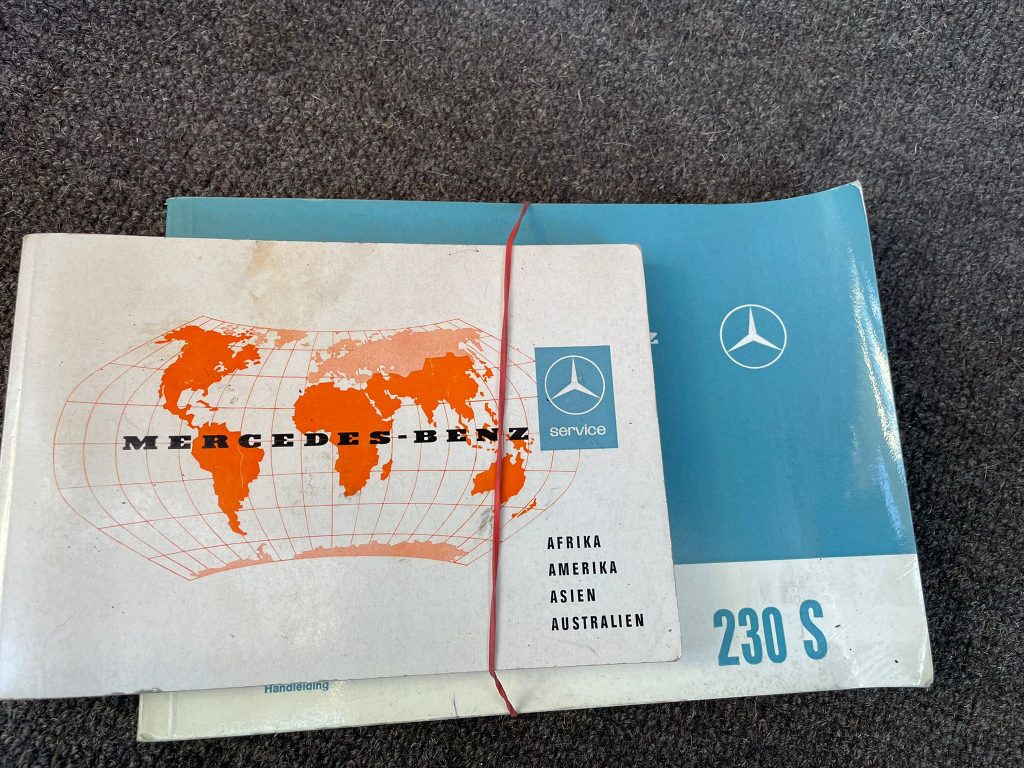 MERCEDES-BENZ
service
AFRIKA
AMERIKA
ASIEN
AUSTRALIEN
230 S
Handleiding